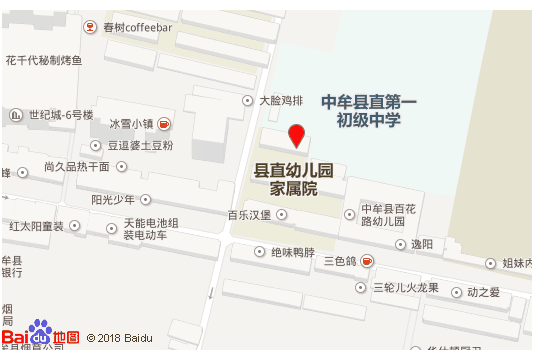 春树coffeebar
花千代秘制烤鱼
大脸鸡排
中牟县直第一
初级中学
世纪城-6号楼
冰雪小镇
豆逗婆土豆粉
尚久品热干面
县直幼儿园
家属院
蜂
阳光少年
百乐汉堡
中牟县百花
路幼儿园
红太阳童装
天能电池组
装电动车
逸阳
绝味鸭脖
三色鸽
姐妹内
牟县
银行
三轮儿火龙果
动之爱
烟
局
Bai du 地图
© 2018 Baidu